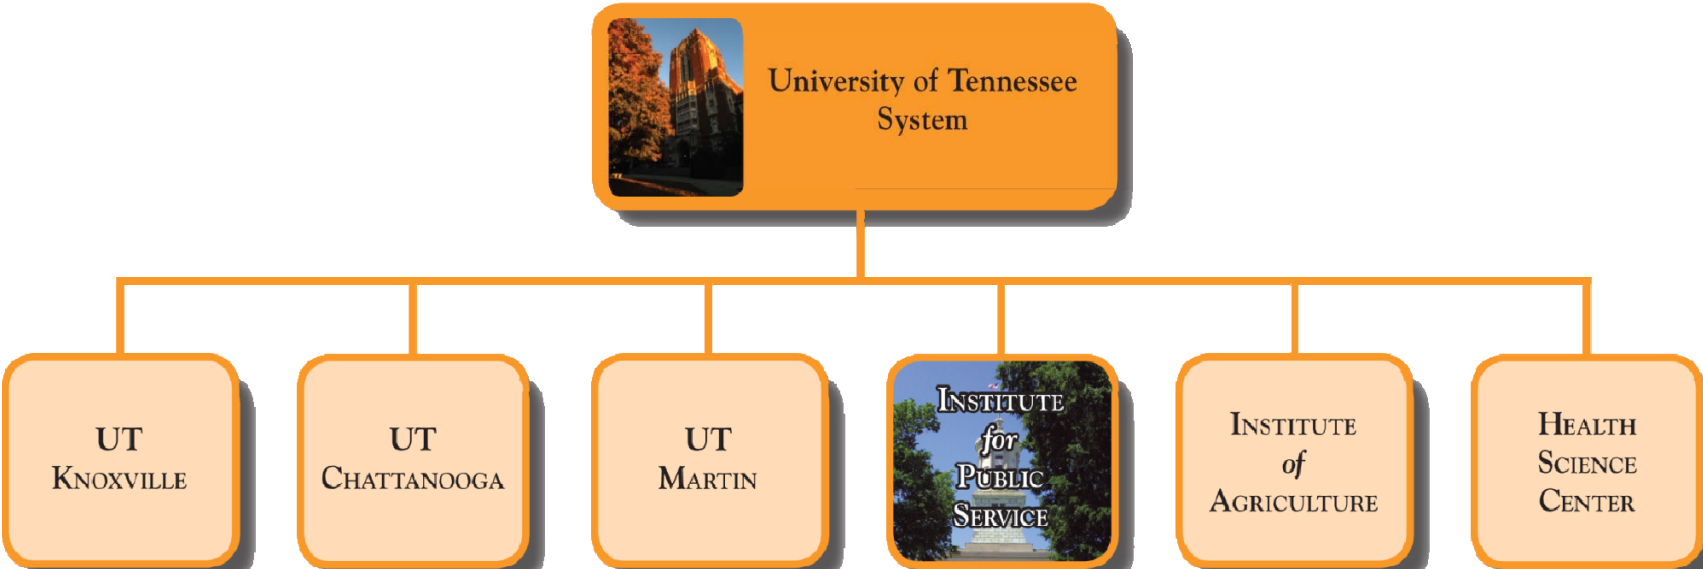 University of Tennessee
System
UT
KNOXVILLE
UT
CHATTANOOGA
UT
MARTIN
INSTITUTE
for
PUBLIC
SERVICE
INSTITUTE
of
AGRICULTURE
HEALTH
SCIENCE
CENTER